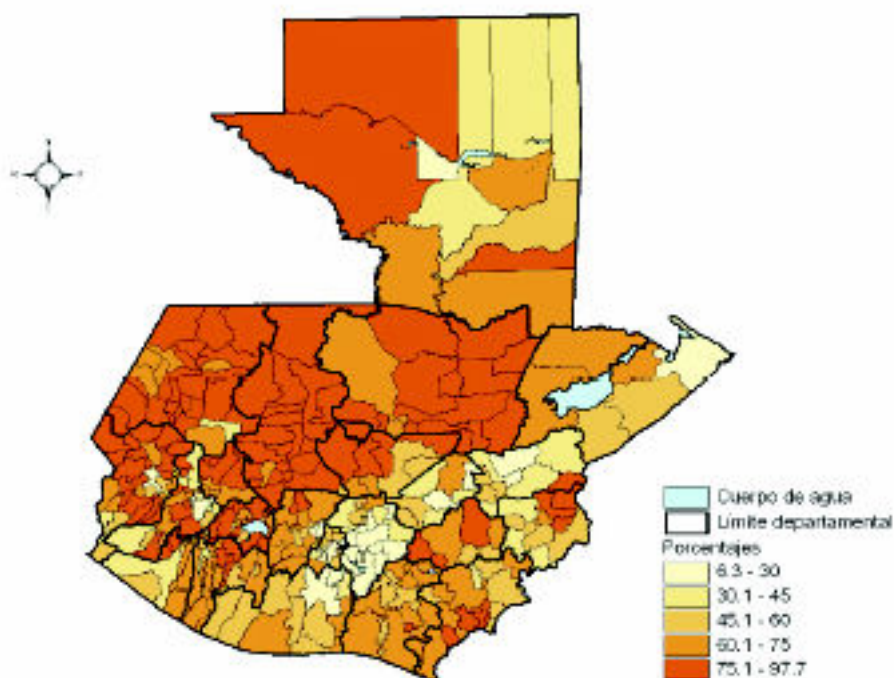 Cuerpo de agua
Límite departamental
Porcentajes
6.3 - 30
30.1 - 45
45.1 - 60
60.1 - 75
75.1 - 97.7